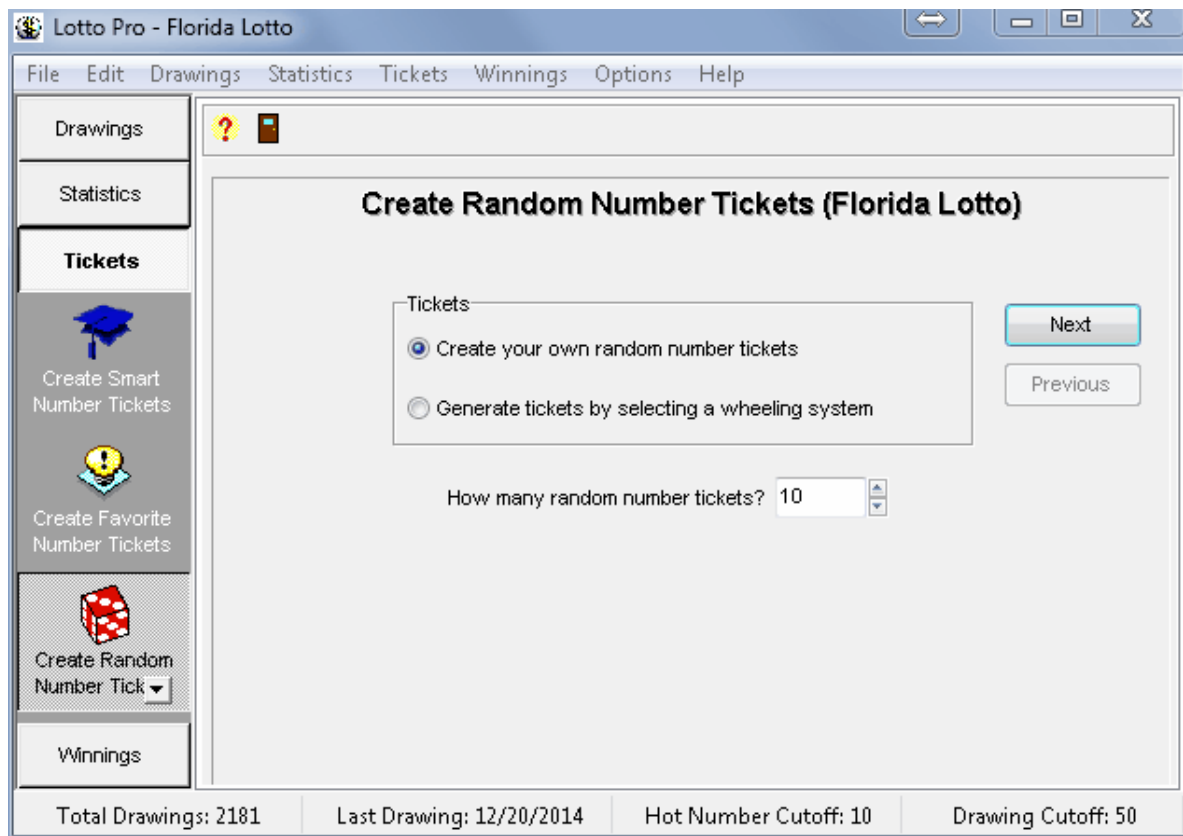 Lotto Pro - Florida Lotto
File Edit Drawings Statistics Tickets Winnings Options Help
Drawings
Statistics
Tickets
Create Smart
Number Tickets
Create Favorite
Number Tickets
Create Random
Number Tick
Winnings
Create Random Number Tickets (Florida Lotto)
Tickets
Create your own random number tickets
Generate tickets by selecting a wheeling system
How many random number tickets? 10
Next
Previous
Total Drawings: 2181 Last Drawing: 12/20/2014 Hot Number Cutoff: 10 Drawing Cutoff: 50